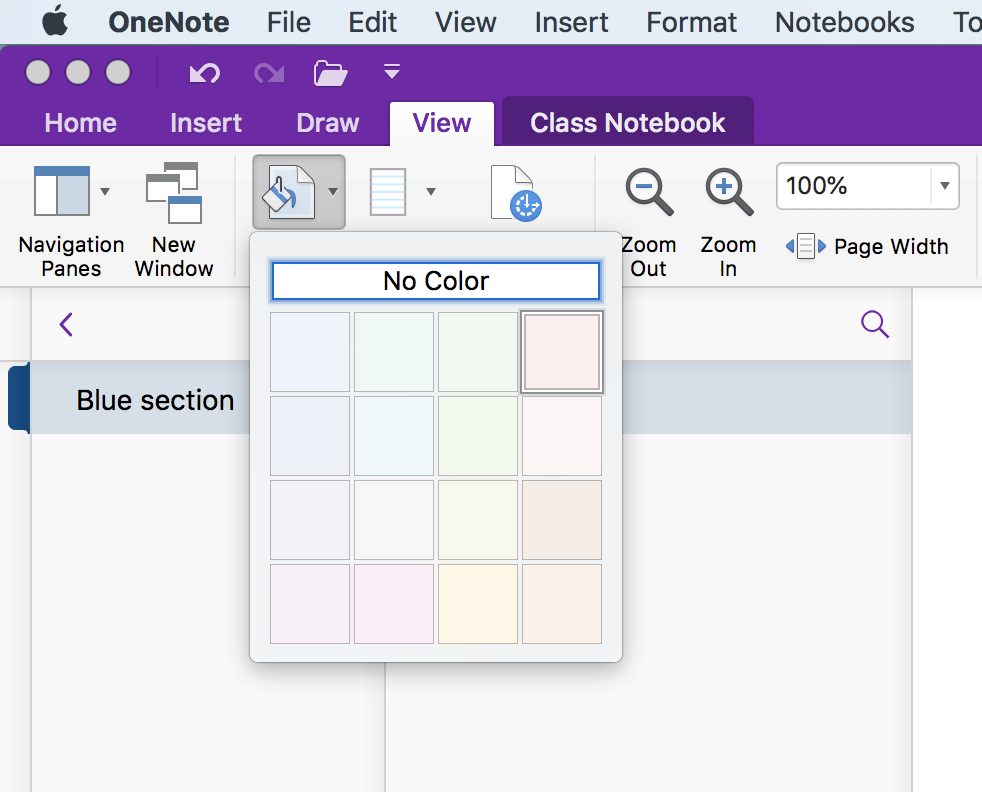 OneNote File Edit View Insert Format Notebooks To
Home Insert Draw View Class Notebook
100%
Navigation Panes
New Window
Zoom Out
Zoom In
Page Width
No Color
Blue section